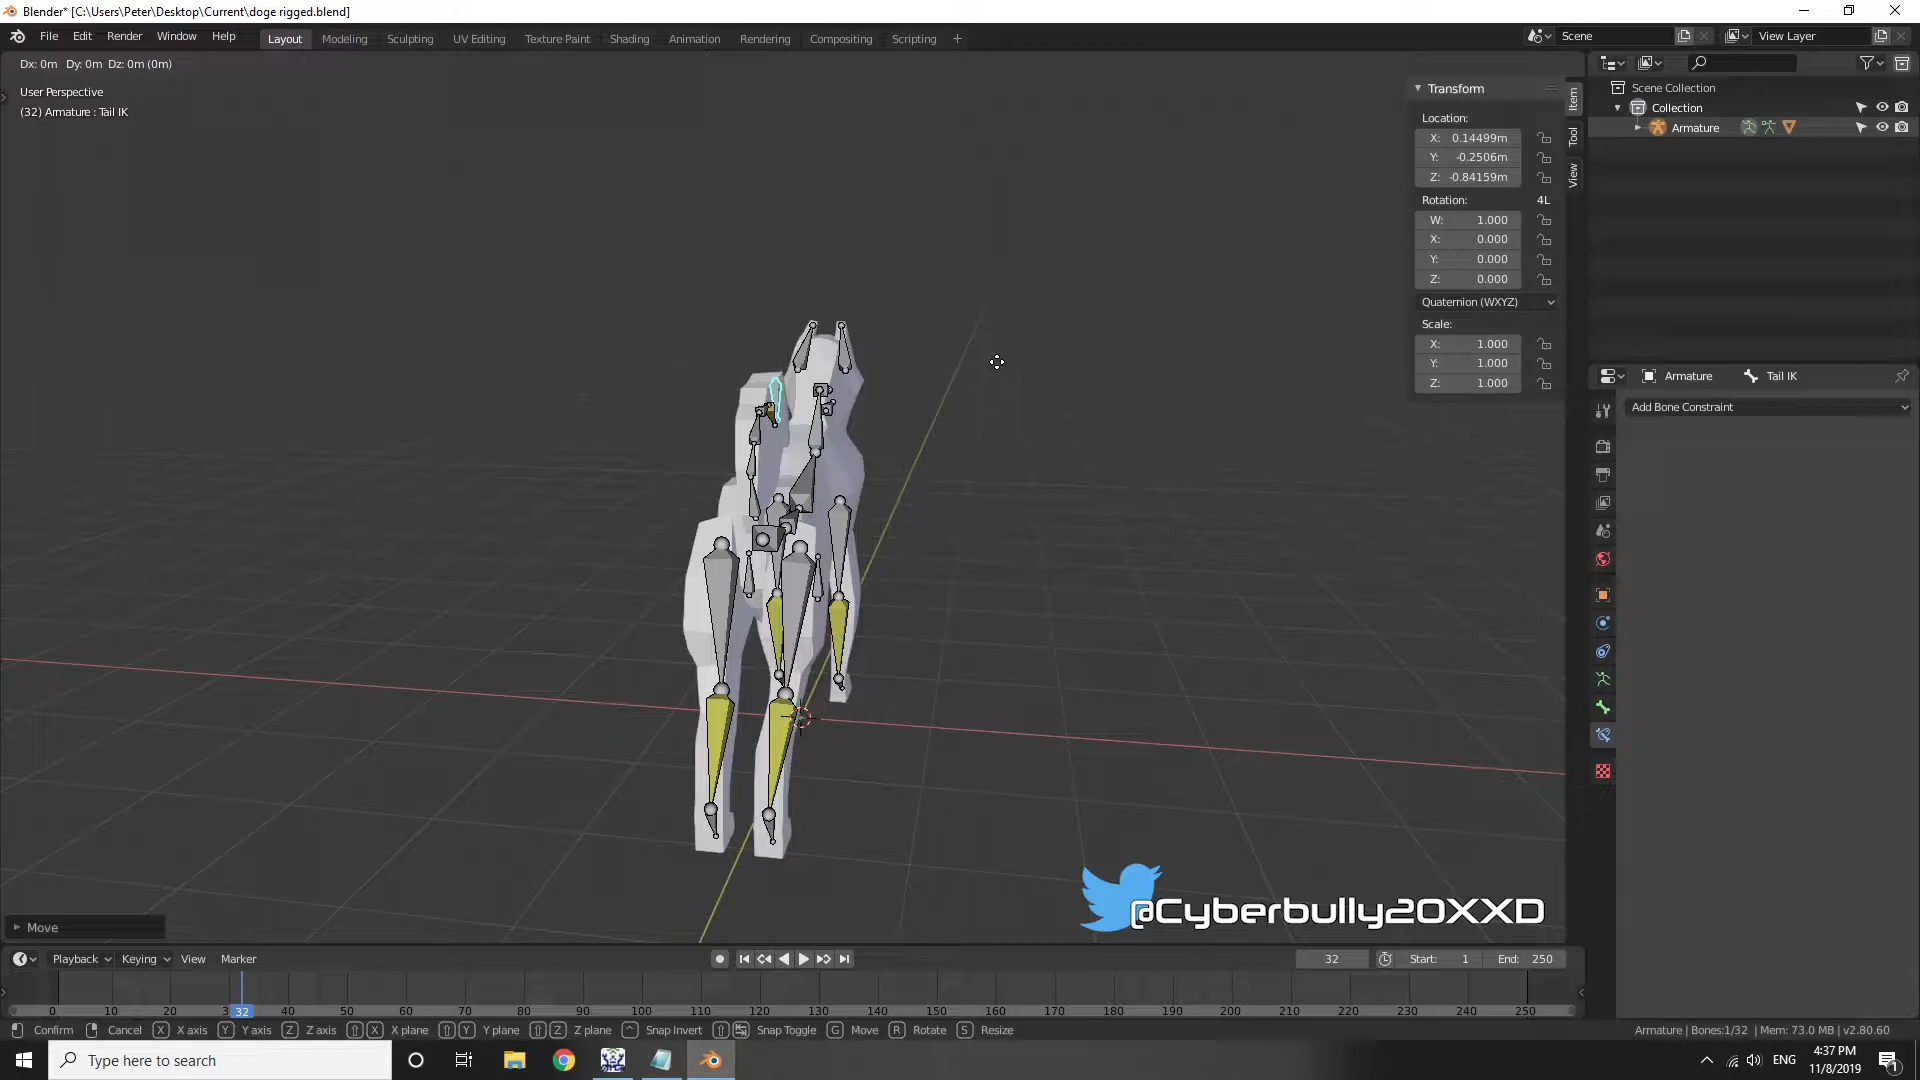 Blender* [C:\Users\Peter\Desktop\Current\doge rigged.blend]
File Edit Render Window Help Layout Modeling Sculpting UV Editing Texture Paint Shading Animation Rendering Compositing Scripting + Scene View Layer
Dx: 0m Dy: 0m Dz: 0m (0m)
User Perspective
(32) Armature : Tail IK
Transform
Location:
X: 0.14499m
Y: -0.2506m
Z: -0.84159m
Rotation: 4L
W: 1.000
X: 0.000
Y: 0.000
Z: 0.000
Quaternion (WXYZ)
Scale:
X: 1.000
Y: 1.000
Z: 1.000
Item
Tool
View
Scene Collection
Collection
Armature
Armature Tail IK
Add Bone Constraint
@Cyberbully20XXD
Move
Playback Keying View Marker 32 Start: 1 End: 250
0 10 20 3 32 40 50 60 70 80 90 100 110 120 130 140 150 160 170 180 190 200 210 220 230 240 250
Confirm Cancel X X axis Y Y axis Z Z axis X X plane Y Y plane Z Z plane ^ Snap Invert Snap Toggle G Move R Rotate S Resize Armature | Bones:1/32 | Mem: 73.0 MB | v2.80.60
Type here to search
ENG
4:37 PM
11/8/2019
1